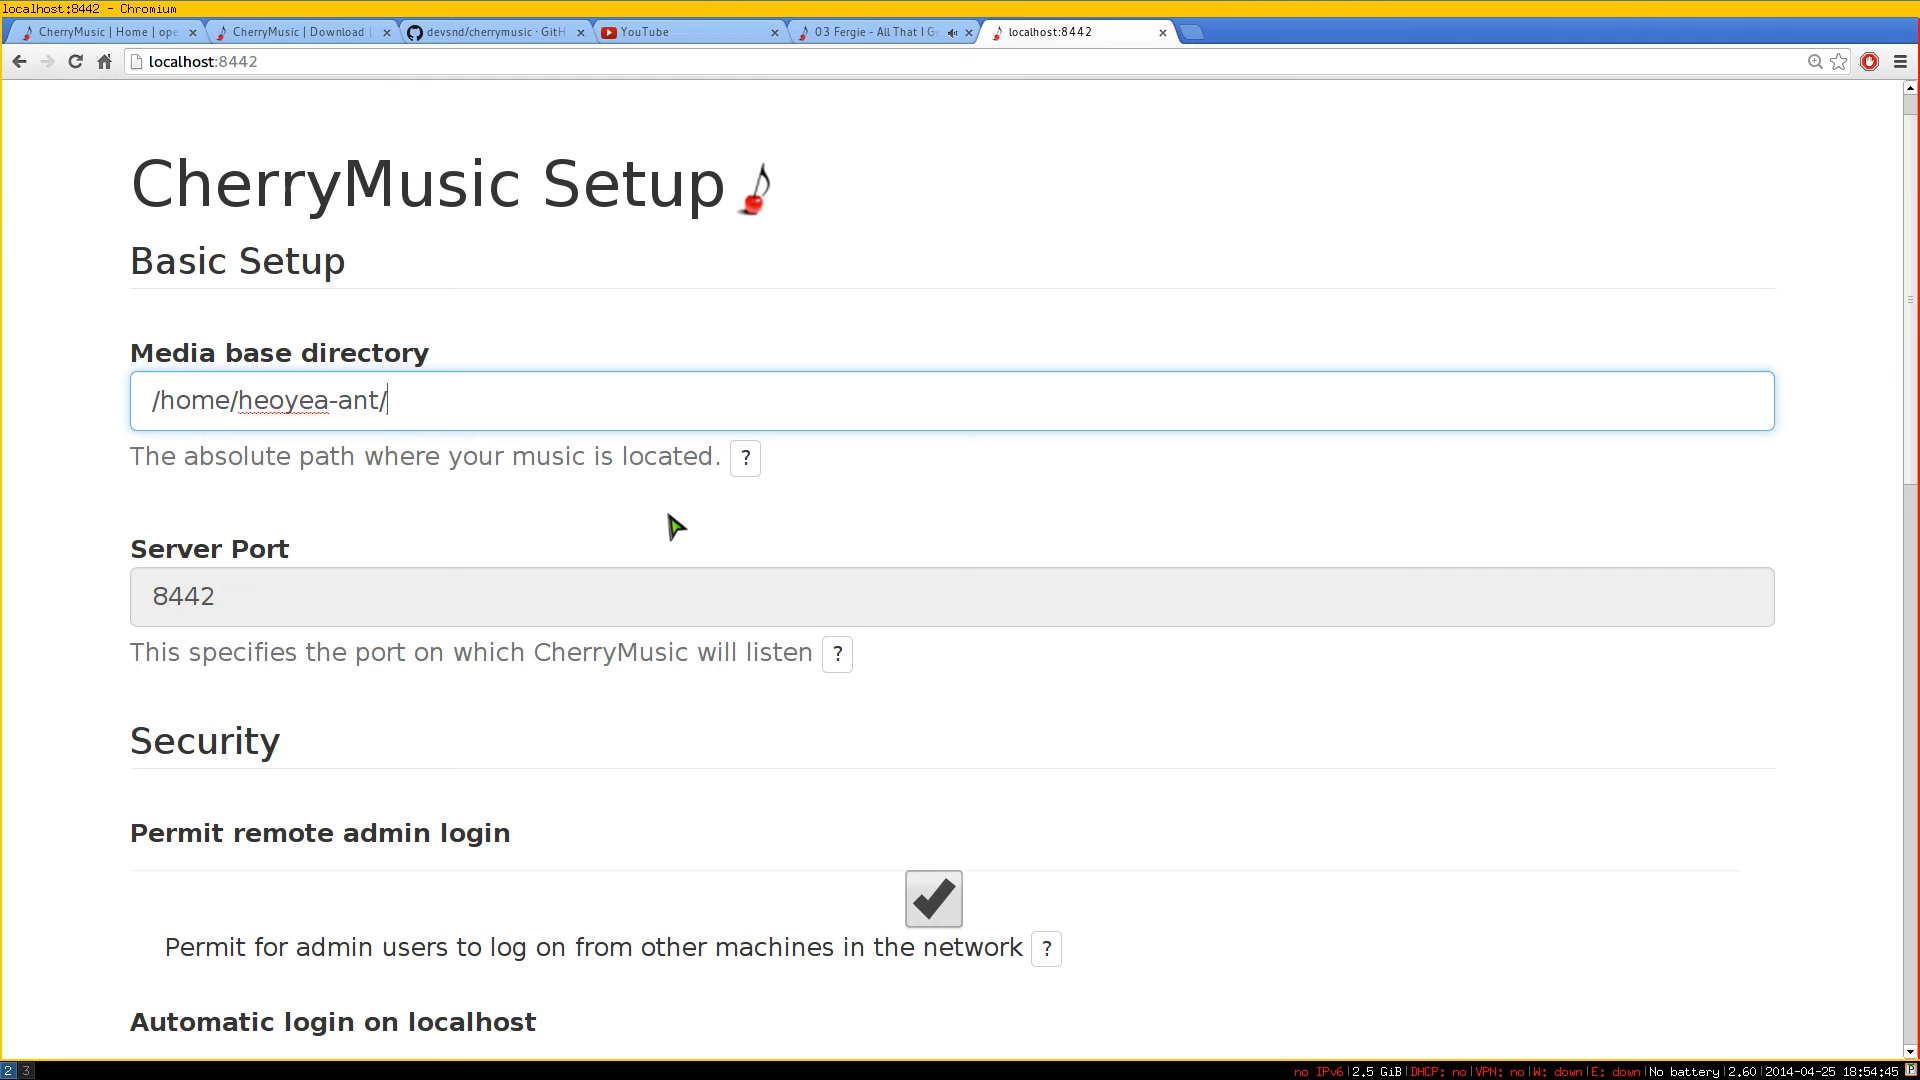 localhost:8442 - Chromium
CherryMusic | Home | ope
CherryMusic | Download |
devsnd/cherrymusic · GitH
YouTube
03 Fergie - All That I G
localhost:8442
localhost:8442
CherryMusic Setup
Basic Setup
Media base directory
/home/heoyea-ant/
The absolute path where your music is located. ?
Server Port
8442
This specifies the port on which CherryMusic will listen ?
Security
Permit remote admin login
Permit for admin users to log on from other machines in the network ?
Automatic login on localhost
2 3 no IPv6|2.5 GiB|DHCP: no|VPN: no|W: down|E: down|No battery|2.60|2014-04-25 18:54:45 P